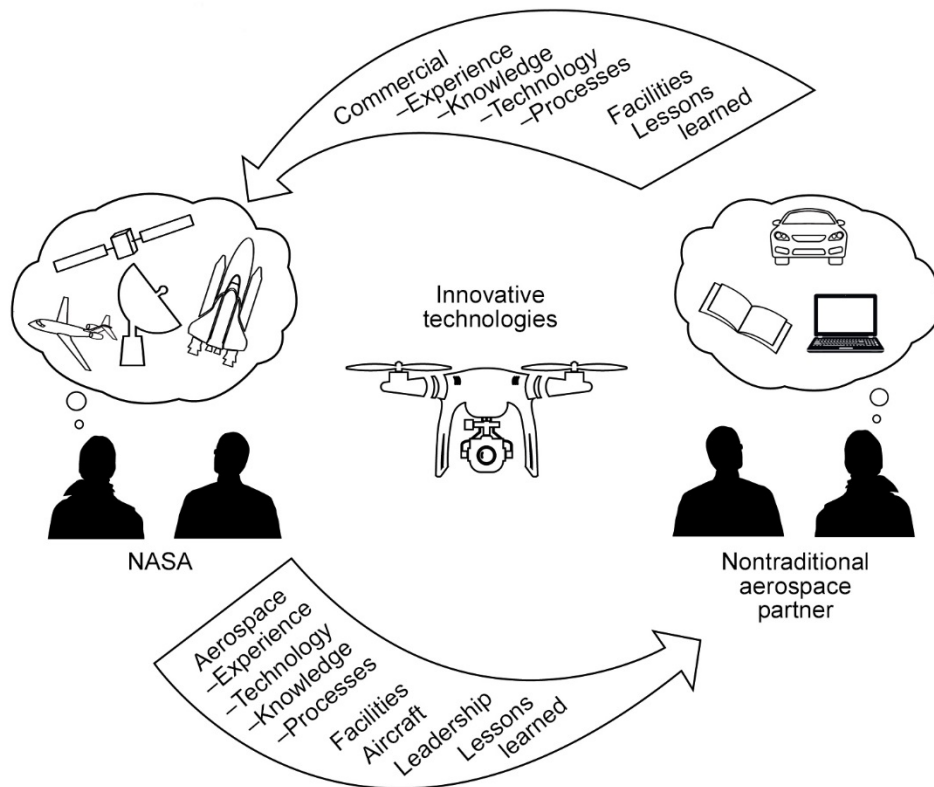 Commercial
–Experience
–Knowledge
–Technology
–Processes
Facilities
Lessons
learned
Innovative
technologies
NASA
Nontraditional
aerospace
partner
Aerospace
–Experience
–Technology
–Knowledge
–Processes
Facilities
Aircraft
Leadership
Lessons
learned